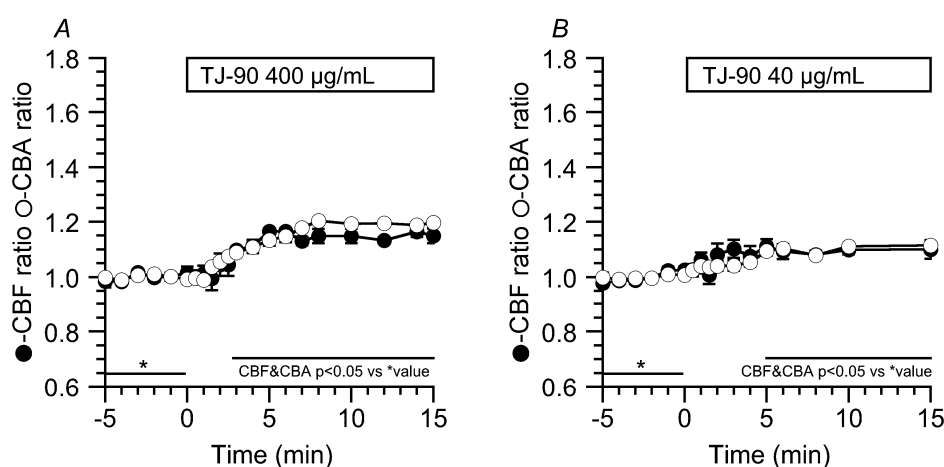 A
1.8
1.6
1.4
1.2
1.0
0.8
0.6
-CBF ratio -CBA ratio
TJ-90 400 µg/mL
*
CBF&CBA p<0.05 vs *value
-5 0 5 10 15
Time (min)
B
1.8
1.6
1.4
1.2
1.0
0.8
0.6
-CBF ratio -CBA ratio
TJ-90 40 µg/mL
*
CBF&CBA p<0.05 vs *value
-5 0 5 10 15
Time (min)